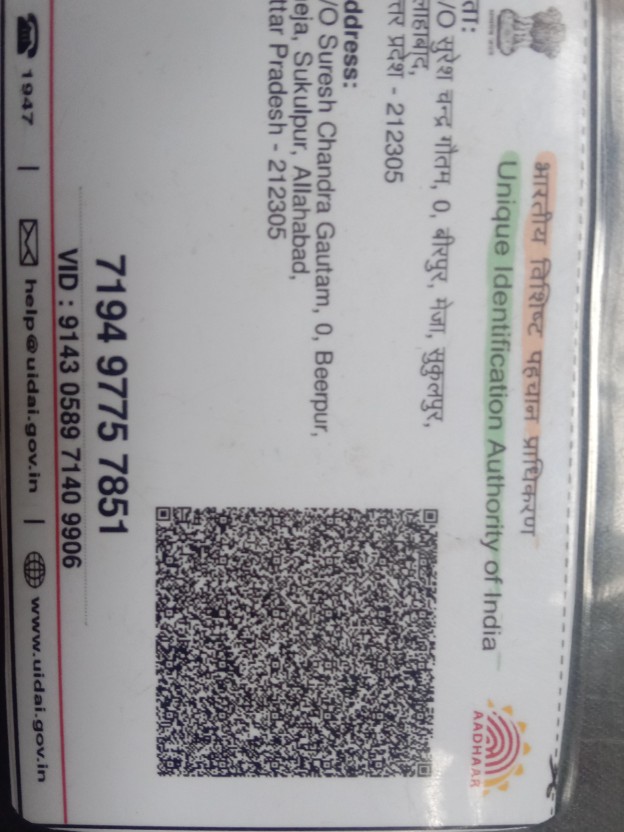 भारतीय विशिष्ट पहचान प्राधिकरण
Unique Identification Authority of India
AADHAAR
ता:
/O सुरेश चन्द्र गौतम, 0, बीरपुर, मेजा, सुकुलपुर,
लाहाबाद,
त्तर प्रदेश - 212305
ddress:
/O Suresh Chandra Gautam, 0, Beerpur,
eja, Sukulpur, Allahabad,
ttar Pradesh - 212305
7194 9775 7851
VID : 9143 0589 7140 9906
1947 | help@uidai.gov.in | www.uidai.gov.in